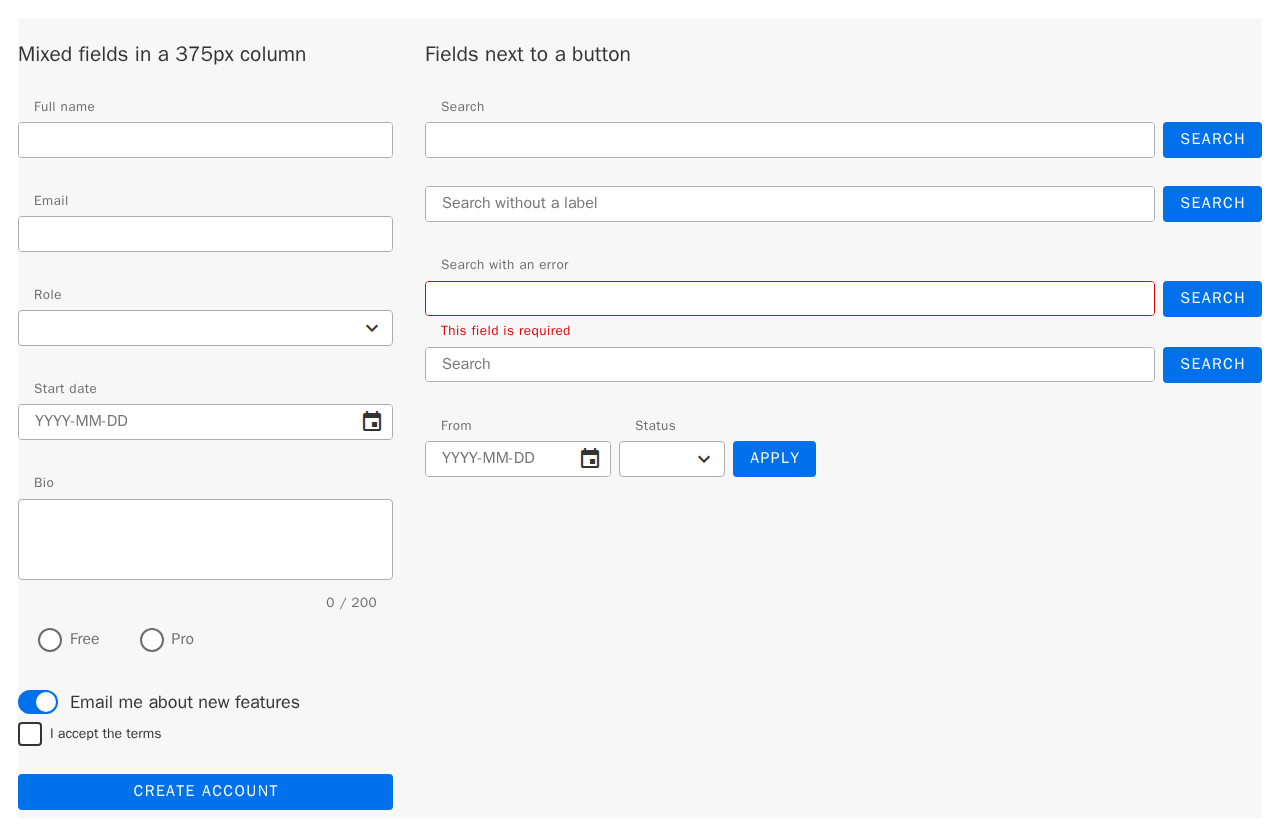 Mixed fields in a 375px column
Full name
Email
Role
Start date
YYYY-MM-DD
Bio
0 / 200
Free Pro
Email me about new features
I accept the terms
CREATE ACCOUNT
Fields next to a button
Search
SEARCH
Search without a label SEARCH
Search with an error
SEARCH
This field is required
Search SEARCH
From Status
YYYY-MM-DD APPLY